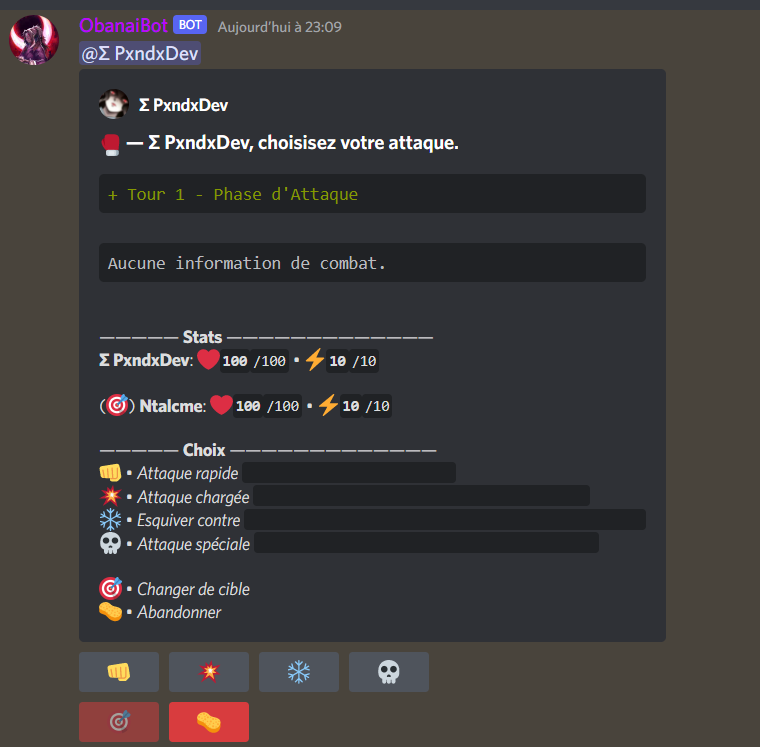 ObanaiBot BOT Aujourd'hui à 23:09
@Σ PxndxDev
Σ PxndxDev
🥊 — Σ PxndxDev, choisisez votre attaque.
+ Tour 1 - Phase d'Attaque
Aucune information de combat.
————— Stats —————————————
Σ PxndxDev: ❤️ 100 /100 • ⚡ 10 /10
(🎯) Ntalcme: ❤️ 100 /100 • ⚡ 10 /10
————— Choix —————————————
👊 • Attaque rapide
💥 • Attaque chargée
❄️ • Esquiver contre
💀 • Attaque spéciale
🎯 • Changer de cible
🧽 • Abandonner